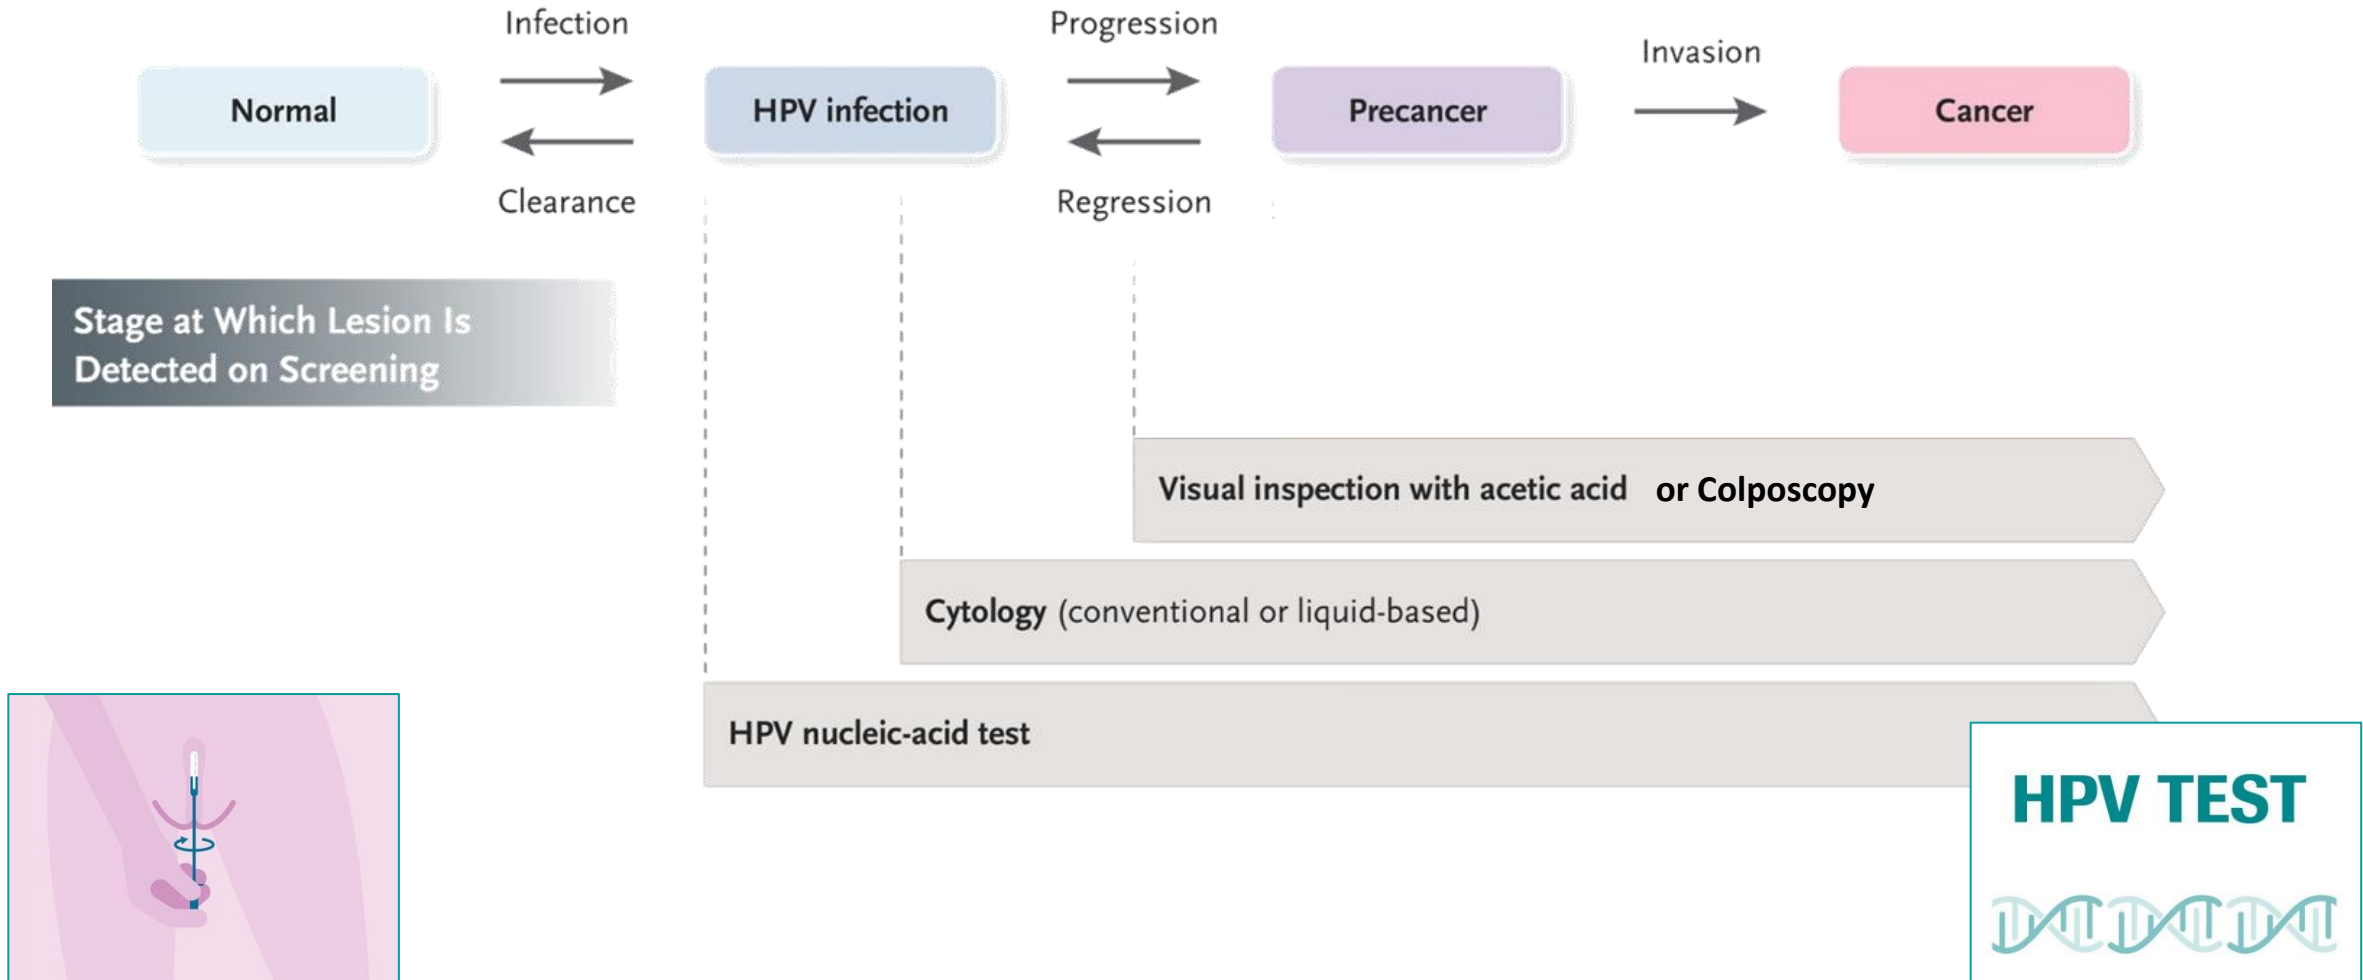 Infection
Progression
Invasion
Normal
HPV infection
Precancer
Cancer
Clearance
Regression
Stage at Which Lesion Is
Detected on Screening
Visual inspection with acetic acid or Colposcopy
Cytology (conventional or liquid-based)
HPV nucleic-acid test
HPV TEST